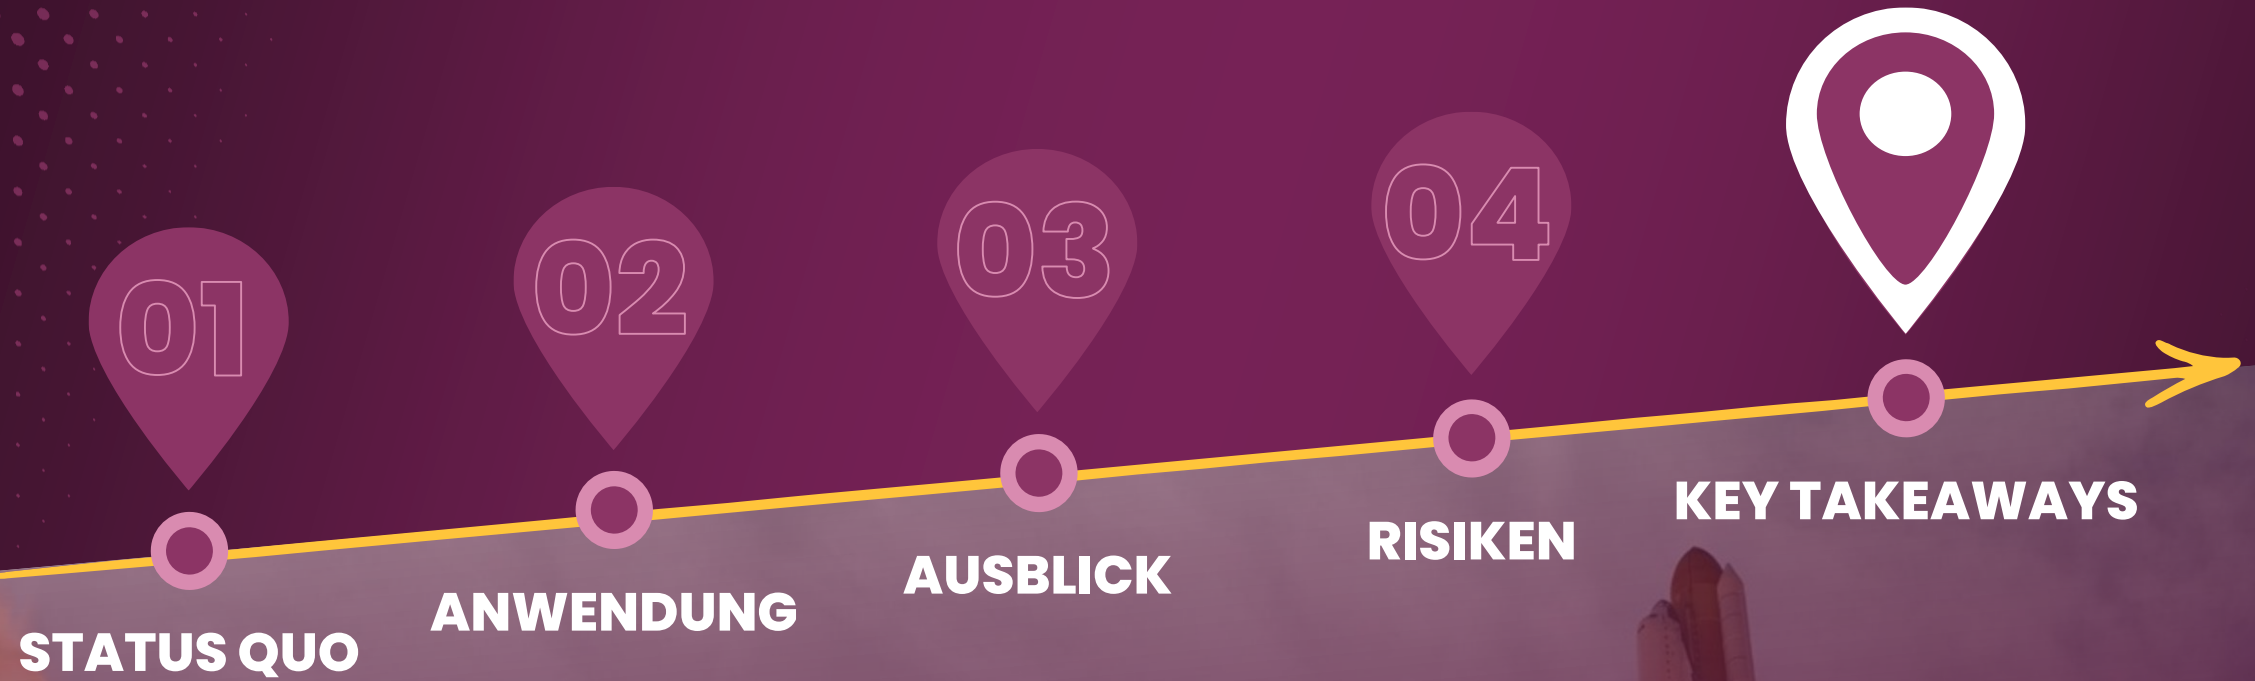 01
STATUS QUO
02
ANWENDUNG
03
AUSBLICK
04
RISIKEN
KEY TAKEAWAYS